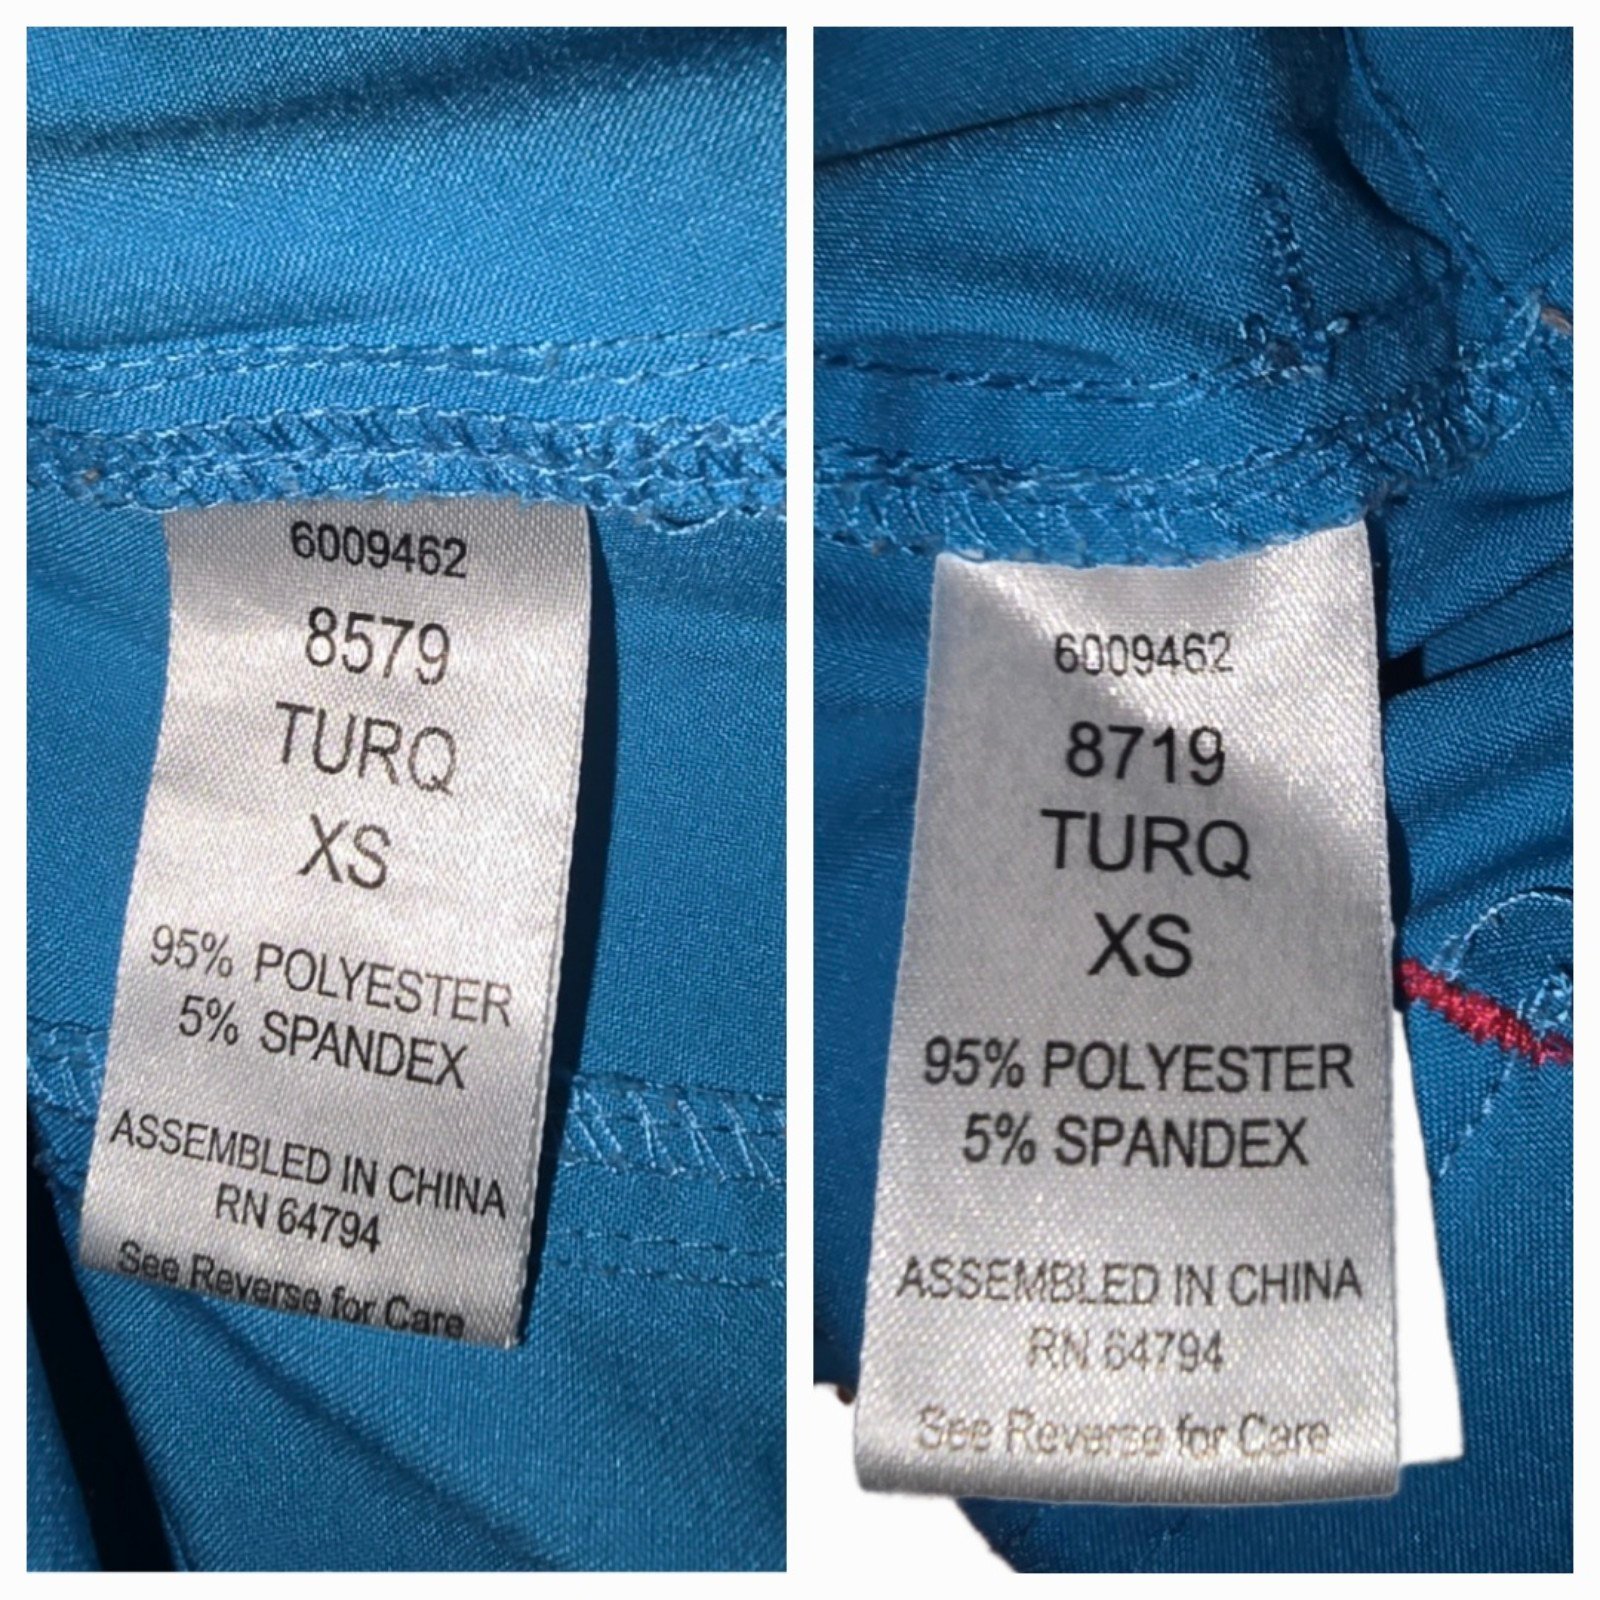 6009462
8579
TURQ
XS
95% POLYESTER
5% SPANDEX
ASSEMBLED IN CHINA
RN 64794
See Reverse for Care
6009462
8719
TURQ
XS
95% POLYESTER
5% SPANDEX
ASSEMBLED IN CHINA
RN 64794
See Reverse for Care